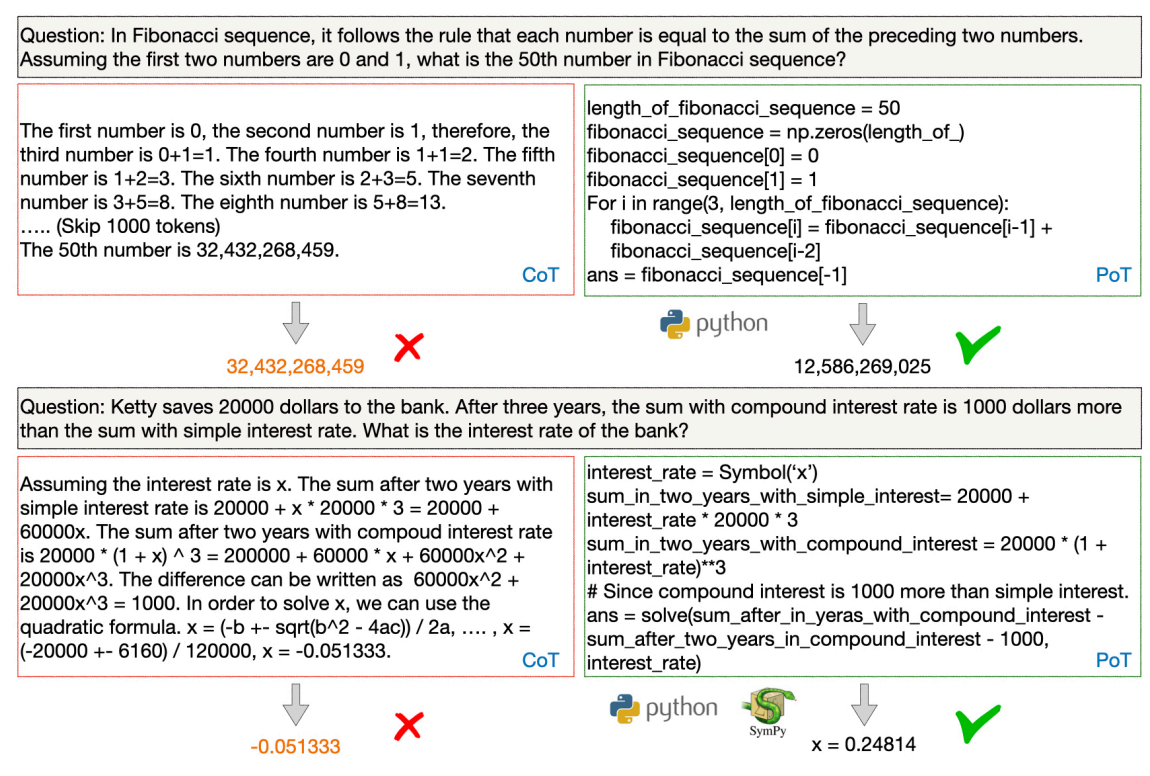 Question: In Fibonacci sequence, it follows the rule that each number is equal to the sum of the preceding two numbers.
Assuming the first two numbers are 0 and 1, what is the 50th number in Fibonacci sequence?
The first number is 0, the second number is 1, therefore, the
third number is 0+1=1. The fourth number is 1+1=2. The fifth
number is 1+2=3. The sixth number is 2+3=5. The seventh
number is 3+5=8. The eighth number is 5+8=13.
….. (Skip 1000 tokens)
The 50th number is 32,432,268,459.
CoT
length_of_fibonacci_sequence = 50
fibonacci_sequence = np.zeros(length_of_)
fibonacci_sequence[0] = 0
fibonacci_sequence[1] = 1
For i in range(3, length_of_fibonacci_sequence):
fibonacci_sequence[i] = fibonacci_sequence[i-1] +
fibonacci_sequence[i-2]
ans = fibonacci_sequence[-1]
PoT
32,432,268,459
python
12,586,269,025
Question: Ketty saves 20000 dollars to the bank. After three years, the sum with compound interest rate is 1000 dollars more
than the sum with simple interest rate. What is the interest rate of the bank?
Assuming the interest rate is x. The sum after two years with
simple interest rate is 20000 + x * 20000 * 3 = 20000 +
60000x. The sum after two years with compoud interest rate
is 20000 * (1 + x) ^ 3 = 200000 + 60000 * x + 60000x^2 +
20000x^3. The difference can be written as 60000x^2 +
20000x^3 = 1000. In order to solve x, we can use the
quadratic formula. x = (-b +- sqrt(b^2 - 4ac)) / 2a, …. , x =
(-20000 +- 6160) / 120000, x = -0.051333.
CoT
interest_rate = Symbol(‘x’)
sum_in_two_years_with_simple_interest= 20000 +
interest_rate * 20000 * 3
sum_in_two_years_with_compound_interest = 20000 * (1 +
interest_rate)**3
# Since compound interest is 1000 more than simple interest.
ans = solve(sum_after_in_yeras_with_compound_interest -
sum_after_two_years_in_compound_interest - 1000,
interest_rate)
PoT
-0.051333
python
SymPy
x = 0.24814